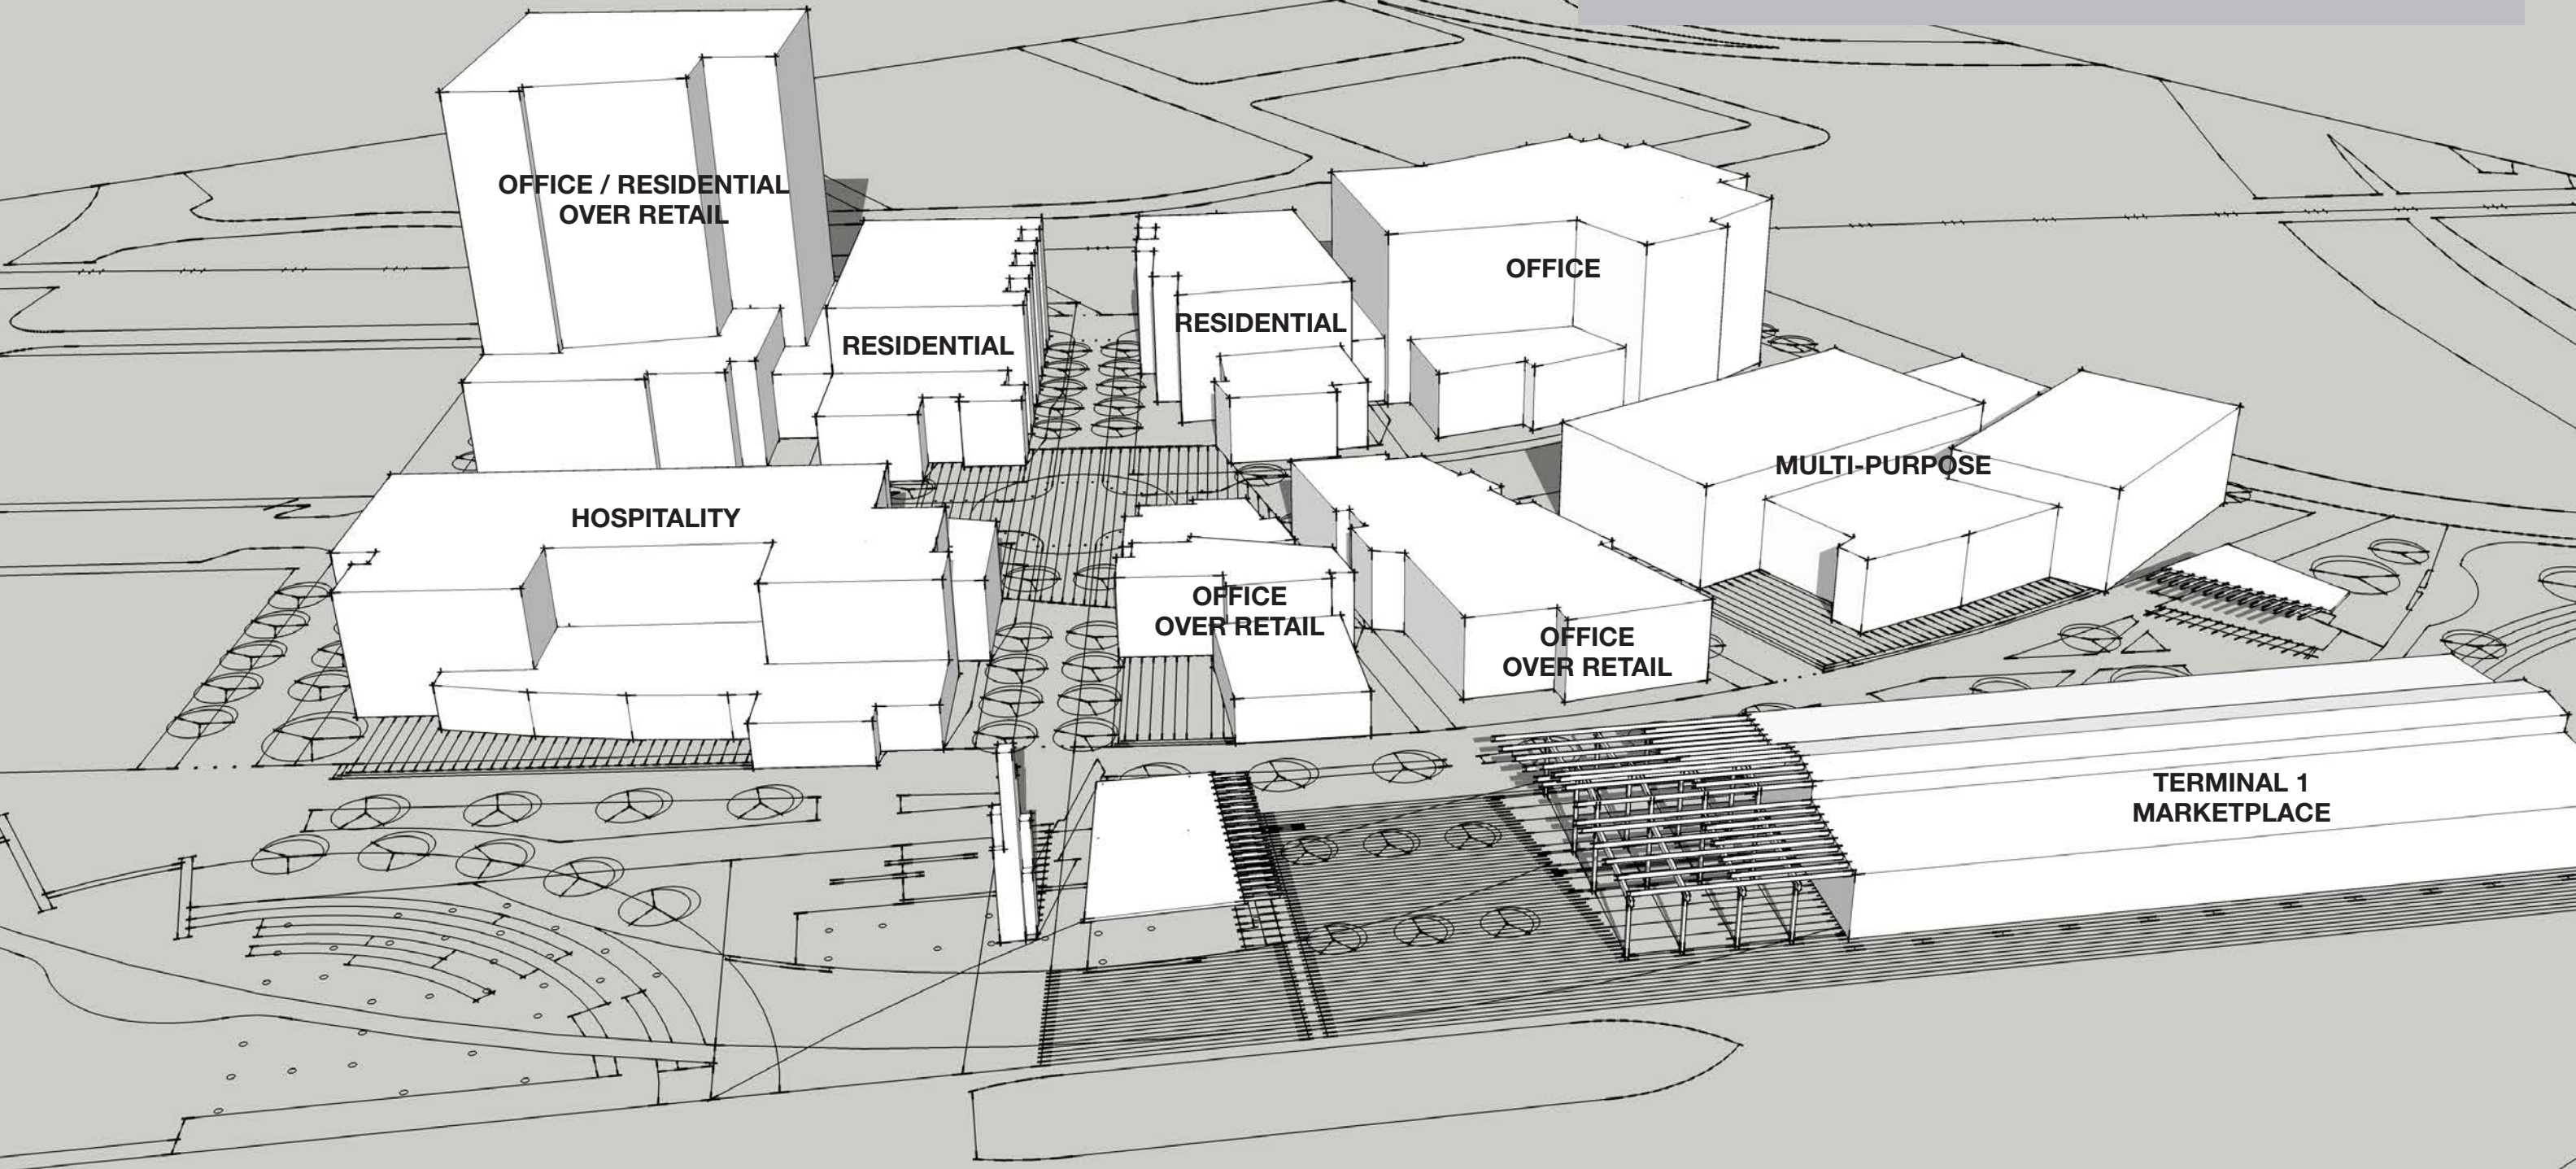 OFFICE / RESIDENTIAL
OVER RETAIL
OFFICE
RESIDENTIAL
RESIDENTIAL
MULTI-PURPOSE
HOSPITALITY
OFFICE
OVER RETAIL
OFFICE
OVER RETAIL
TERMINAL 1
MARKETPLACE